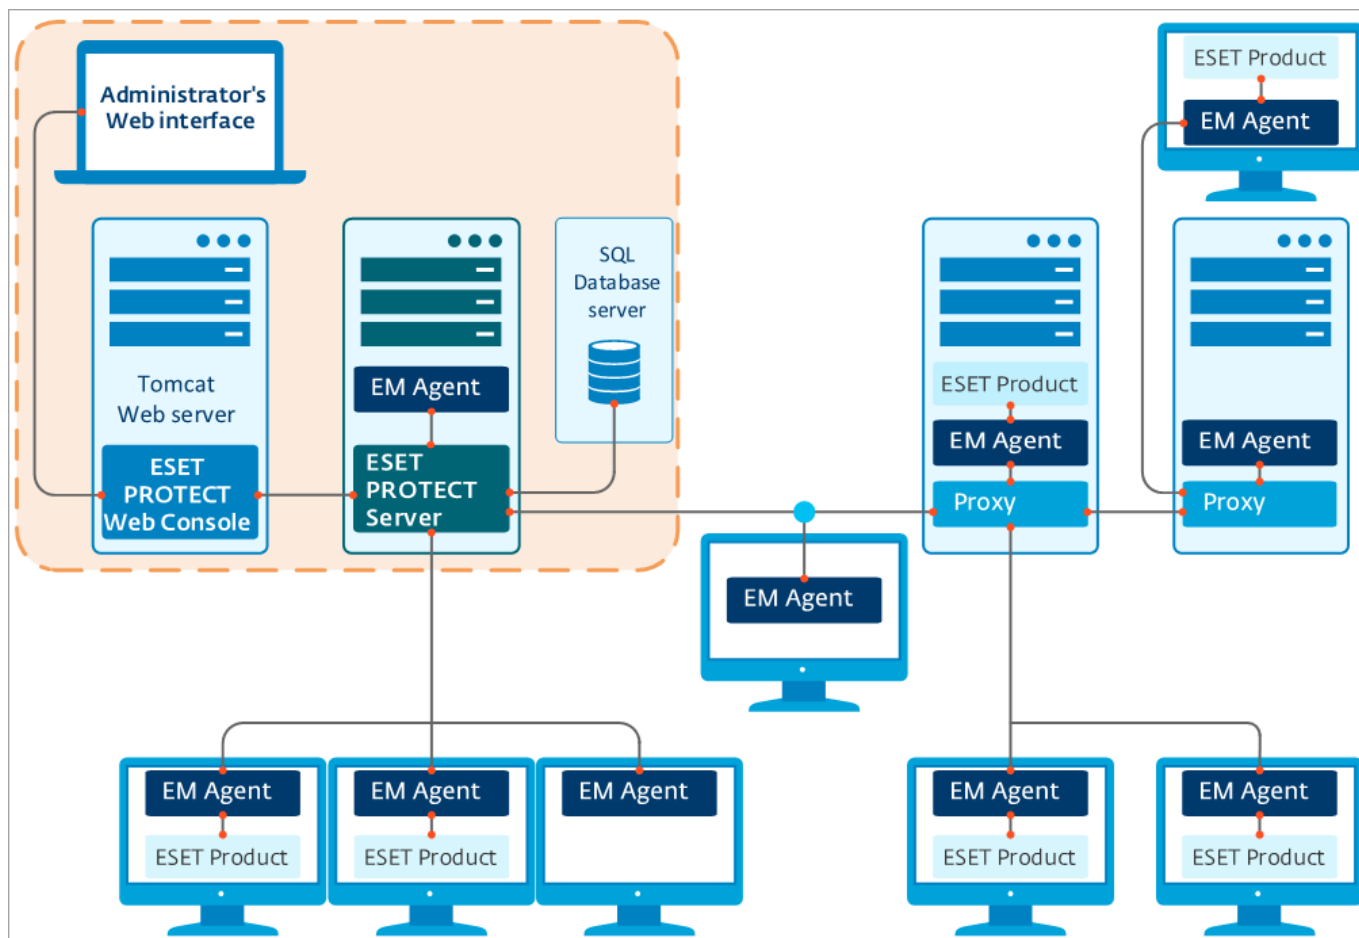 Administrator's
Web interface
ESET Product
EM Agent
Tomcat
Web server
ESET
PROTECT
Web Console
EM Agent
ESET
PROTECT
Server
SQL
Database
server
ESET Product
EM Agent
Proxy
EM Agent
Proxy
EM Agent
EM Agent
ESET Product
EM Agent
ESET Product
EM Agent
EM Agent
ESET Product
EM Agent
ESET Product